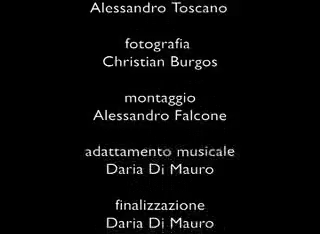 Alessandro Toscano
fotografia
Christian Burgos
montaggio
Alessandro Falcone
adattamento musicale
Daria Di Mauro
finalizzazione
Daria Di Mauro